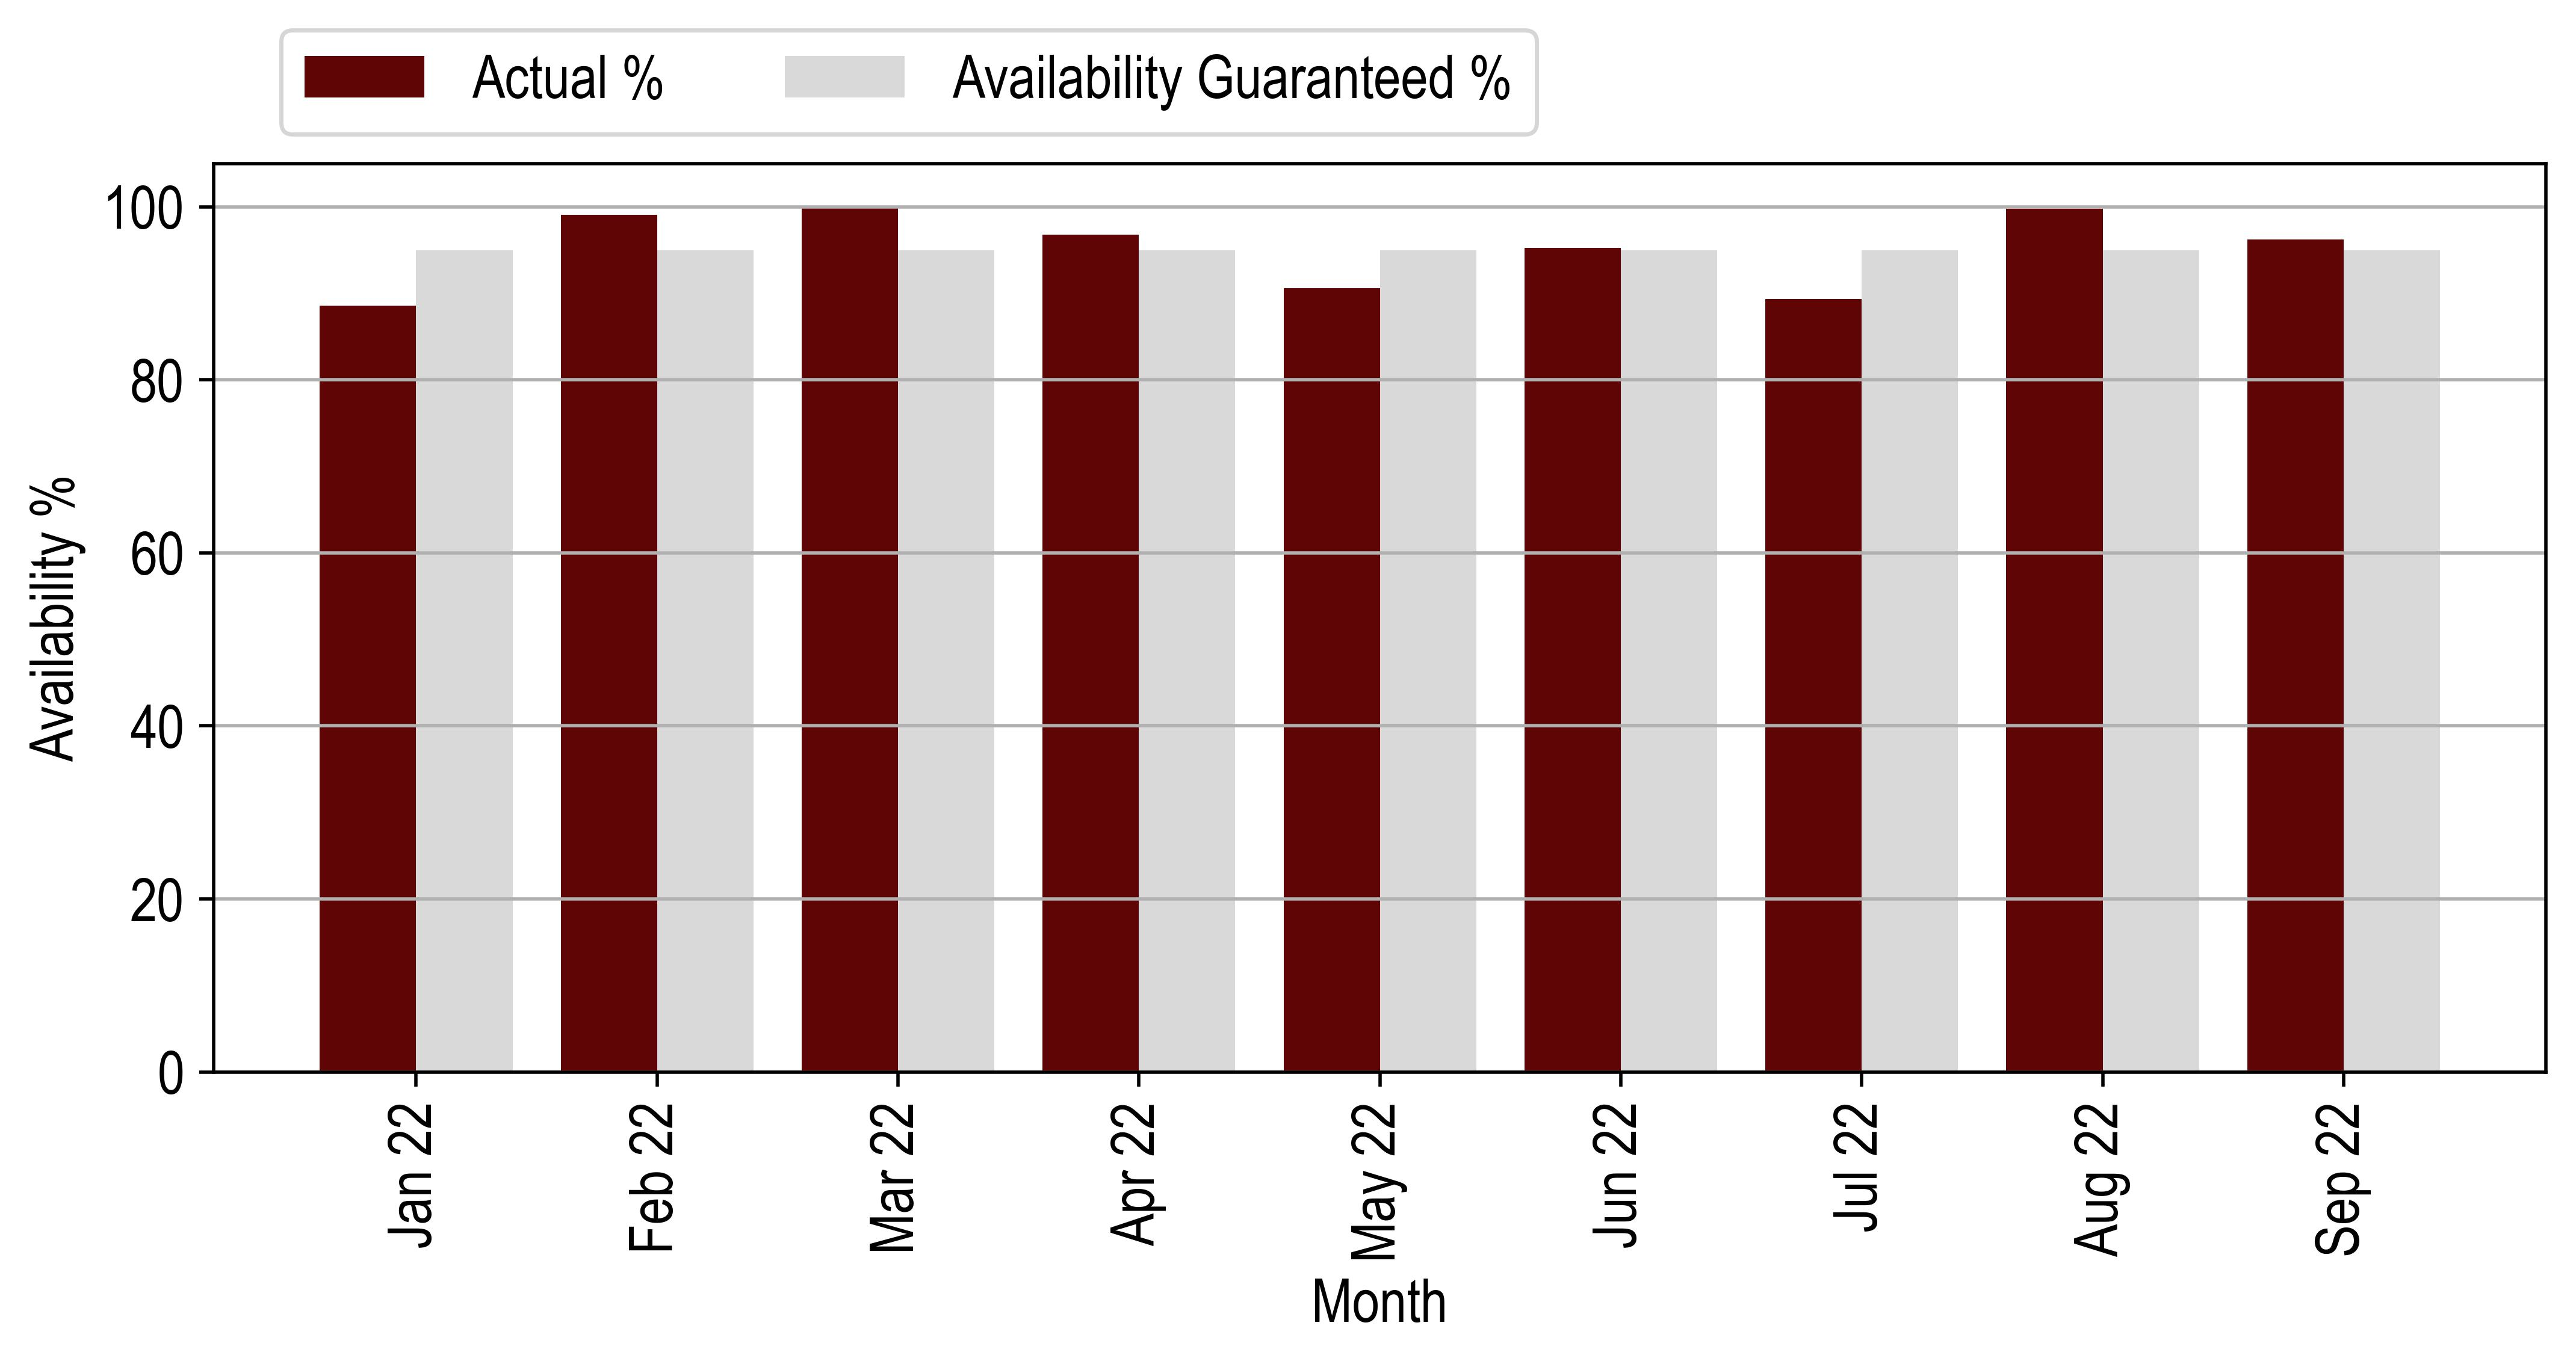 Actual %
Availability Guaranteed %
Availability %
100
80
60
40
20
0
Jan 22
Feb 22
Mar 22
Apr 22
May 22
Jun 22
Jul 22
Aug 22
Sep 22
Month